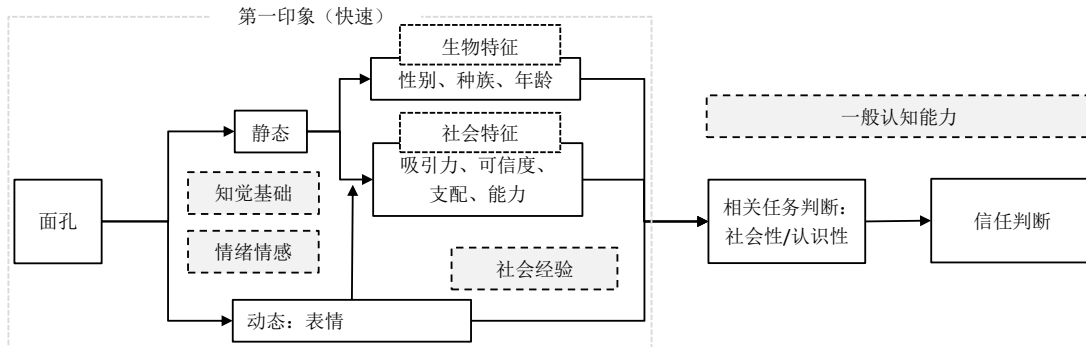 第一印象（快速）
生物特征
性别、种族、年龄
静态
社会特征
吸引力、可信度、
支配、能力
一般认知能力
面孔
知觉基础
情绪情感
相关任务判断：
社会性/认识性
信任判断
社会经验
动态：表情